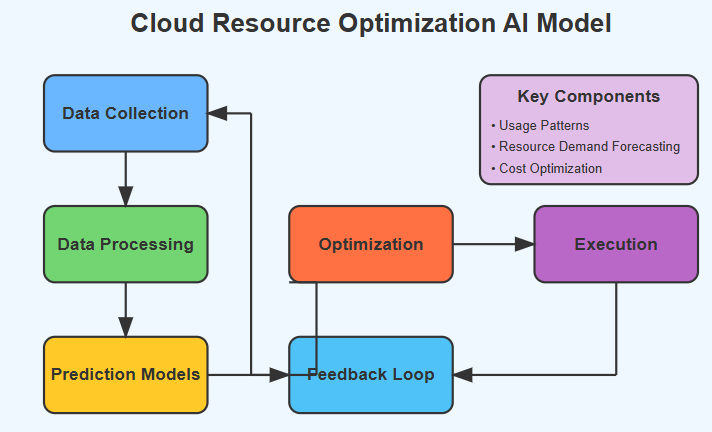 Cloud Resource Optimization AI Model
Data Collection
Key Components
• Usage Patterns
• Resource Demand Forecasting
• Cost Optimization
Data Processing
Optimization
Execution
Prediction Models
Feedback Loop